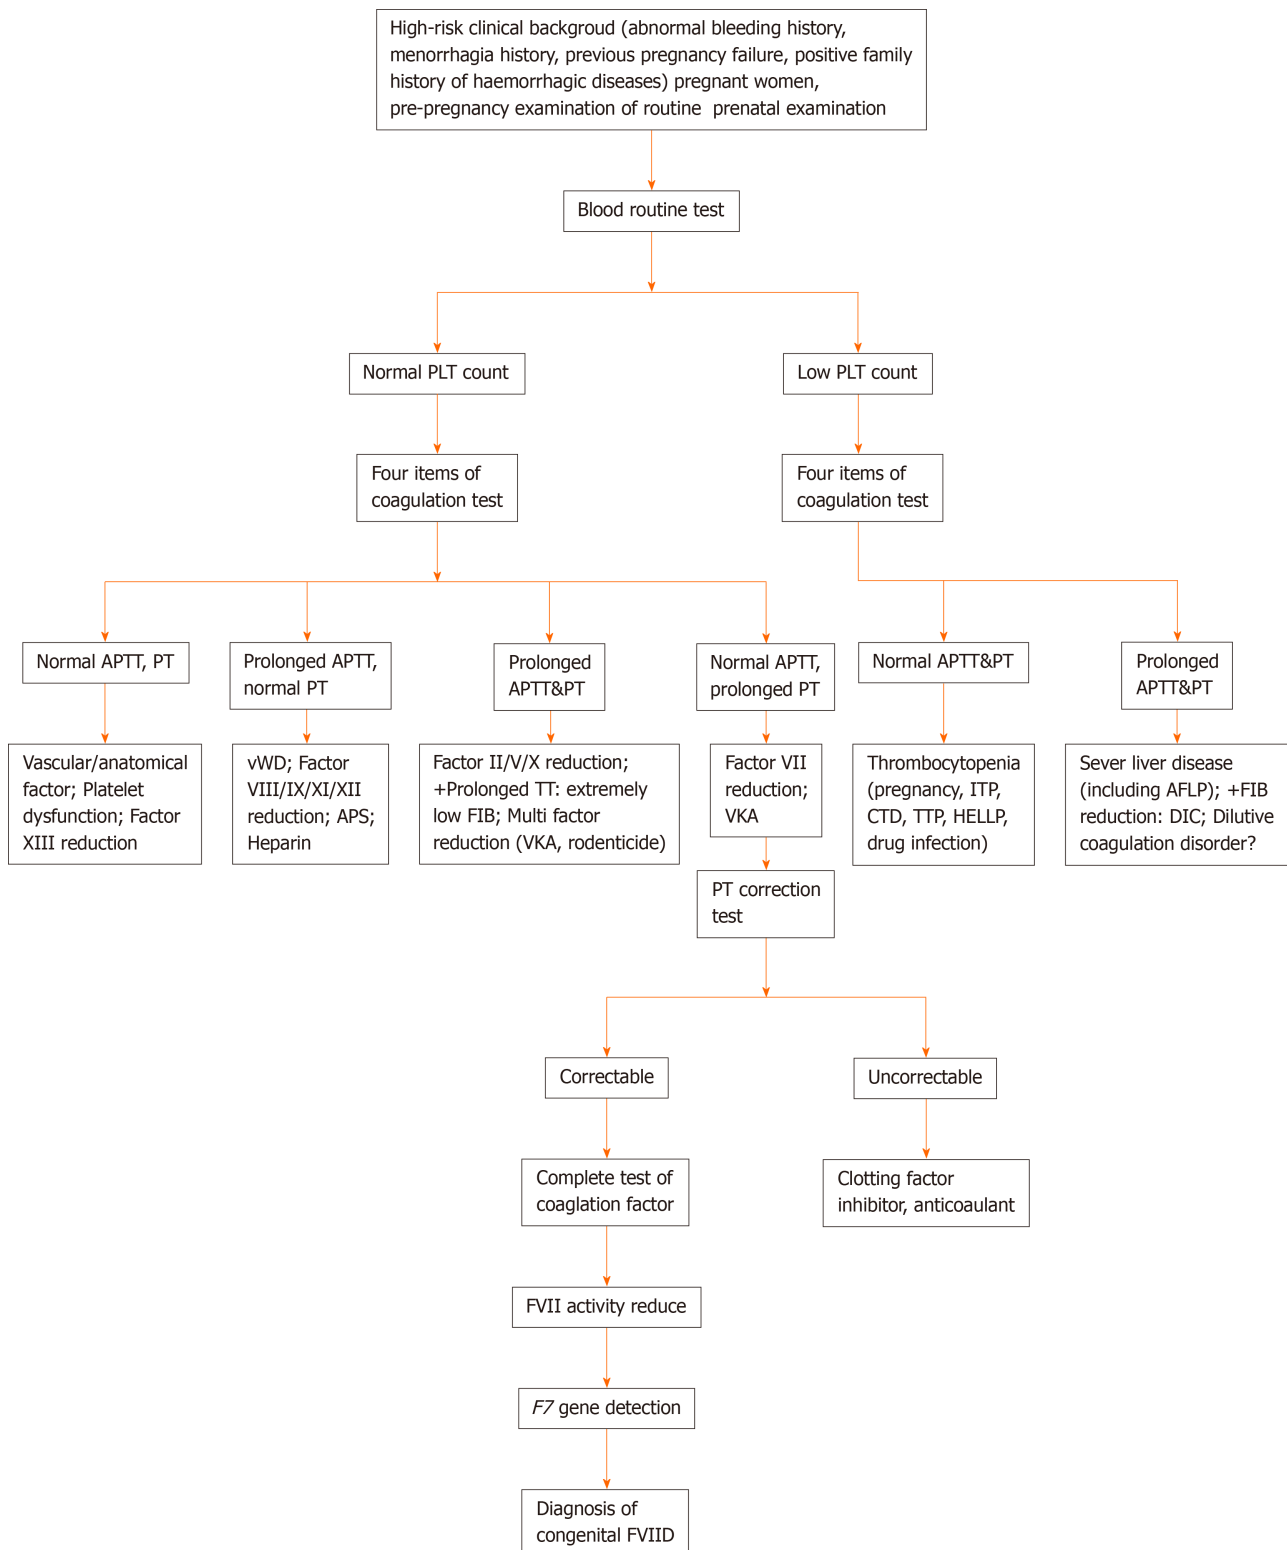 High-risk clinical backgroud (abnormal bleeding history,
menorrhagia history, previous pregnancy failure, positive family
history of haemorrhagic diseases) pregnant women,
pre-pregnancy examination of routine prenatal examination
Blood routine test
Normal PLT count
Low PLT count
Four items of
coagulation test
Four items of
coagulation test
Normal APTT, PT
Prolonged APTT,
normal PT
Prolonged
APTT&PT
Normal APTT,
prolonged PT
Normal APTT&PT
Prolonged
APTT&PT
Vascular/anatomical
factor; Platelet
dysfunction; Factor
XIII reduction
vWD; Factor
VIII/IX/XI/XII
reduction; APS;
Heparin
Factor II/V/X reduction;
+Prolonged TT: extremely
low FIB; Multi factor
reduction (VKA, rodenticide)
Factor VII
reduction;
VKA
Thrombocytopenia
(pregnancy, ITP,
CTD, TTP, HELLP,
drug infection)
Sever liver disease
(including AFLP); +FIB
reduction: DIC; Dilutive
coagulation disorder?
PT correction
test
Correctable
Uncorrectable
Complete test of
coaglation factor
Clotting factor
inhibitor, anticoaulant
FVII activity reduce
F7 gene detection
Diagnosis of
congenital FVIID